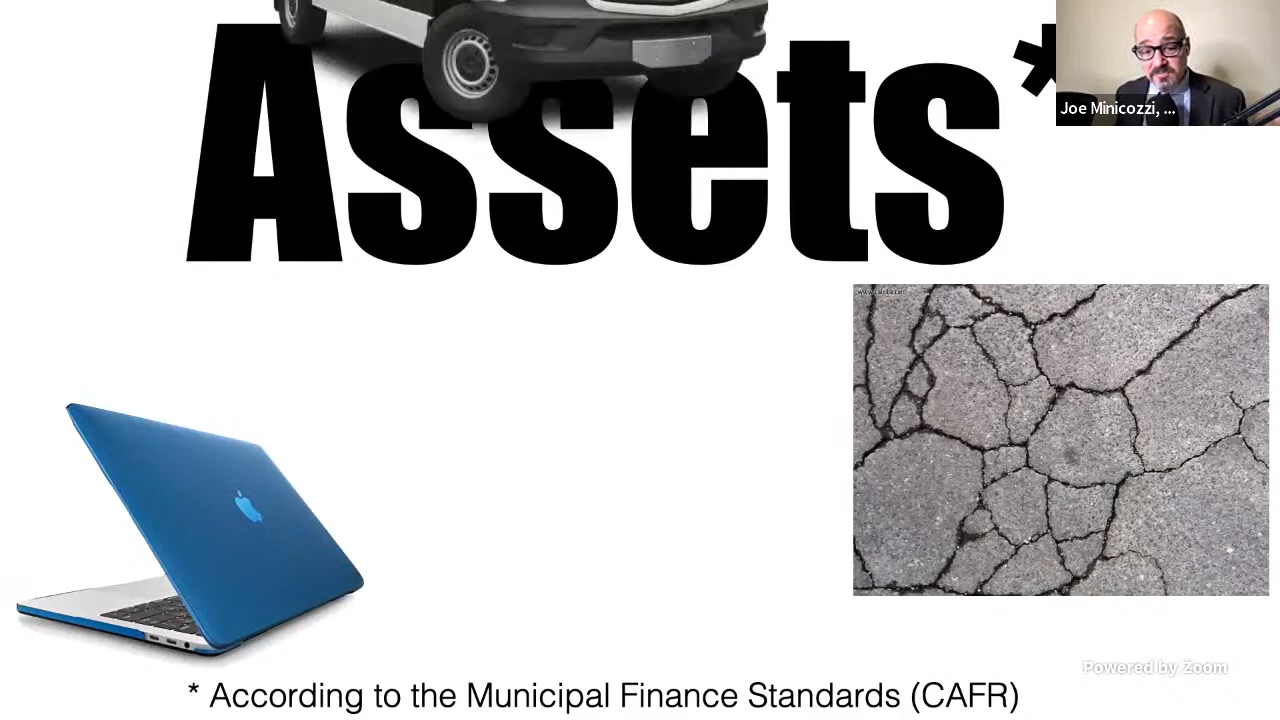 Assets*
Joe Minicozzi, ...
* According to the Municipal Finance Standards (CAFR)
Powered by Zoom